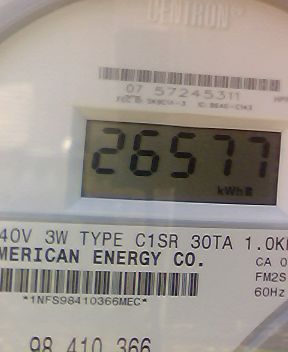 CENTRON®
07 57245311
26577
kWh
40V 3W TYPE C1SR 30TA 1.0K
MERICAN ENERGY CO.
CA 0
FM2S
60Hz
*1NFS98410366MEC*
98 410 366